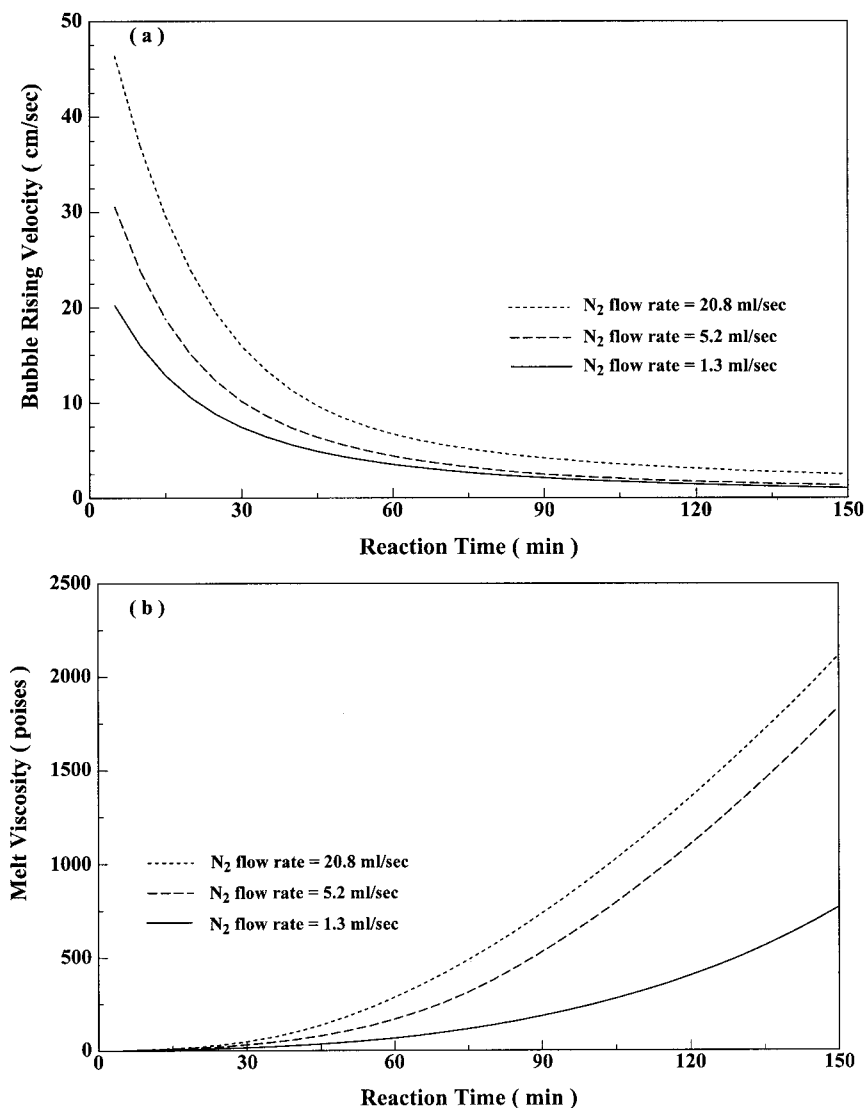 ( a )
50
40
30
20
10
0
Bubble Rising Velocity ( cm/sec)
N2 flow rate = 20.8 ml/sec
N2 flow rate = 5.2 ml/sec
N2 flow rate = 1.3 ml/sec
0 30 60 90 120 150
Reaction Time ( min )
( b )
2500
2000
1500
1000
500
0
Melt Viscosity ( poises )
N2 flow rate = 20.8 ml/sec
N2 flow rate = 5.2 ml/sec
N2 flow rate = 1.3 ml/sec
0 30 60 90 120 150
Reaction Time ( min )